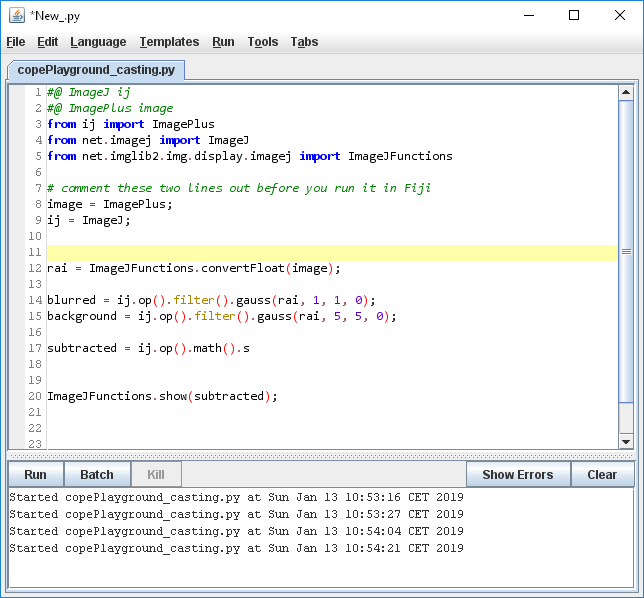 *New_.py
File Edit Language Templates Run Tools Tabs
copePlayground_casting.py
1 #@ ImageJ ij
2 #@ ImagePlus image
3 from ij import ImagePlus
4 from net.imagej import ImageJ
5 from net.imglib2.img.display.imagej import ImageJFunctions
6
7 # comment these two lines out before you run it in Fiji
8 image = ImagePlus;
9 ij = ImageJ;
10
11
12 rai = ImageJFunctions.convertFloat(image);
13
14 blurred = ij.op().filter().gauss(rai, 1, 1, 0);
15 background = ij.op().filter().gauss(rai, 5, 5, 0);
16
17 subtracted = ij.op().math().s
18
19
20 ImageJFunctions.show(subtracted);
21
22
23
Run Batch Kill Show Errors Clear
Started copePlayground_casting.py at Sun Jan 13 10:53:16 CET 2019
Started copePlayground_casting.py at Sun Jan 13 10:53:27 CET 2019
Started copePlayground_casting.py at Sun Jan 13 10:54:04 CET 2019
Started copePlayground_casting.py at Sun Jan 13 10:54:21 CET 2019